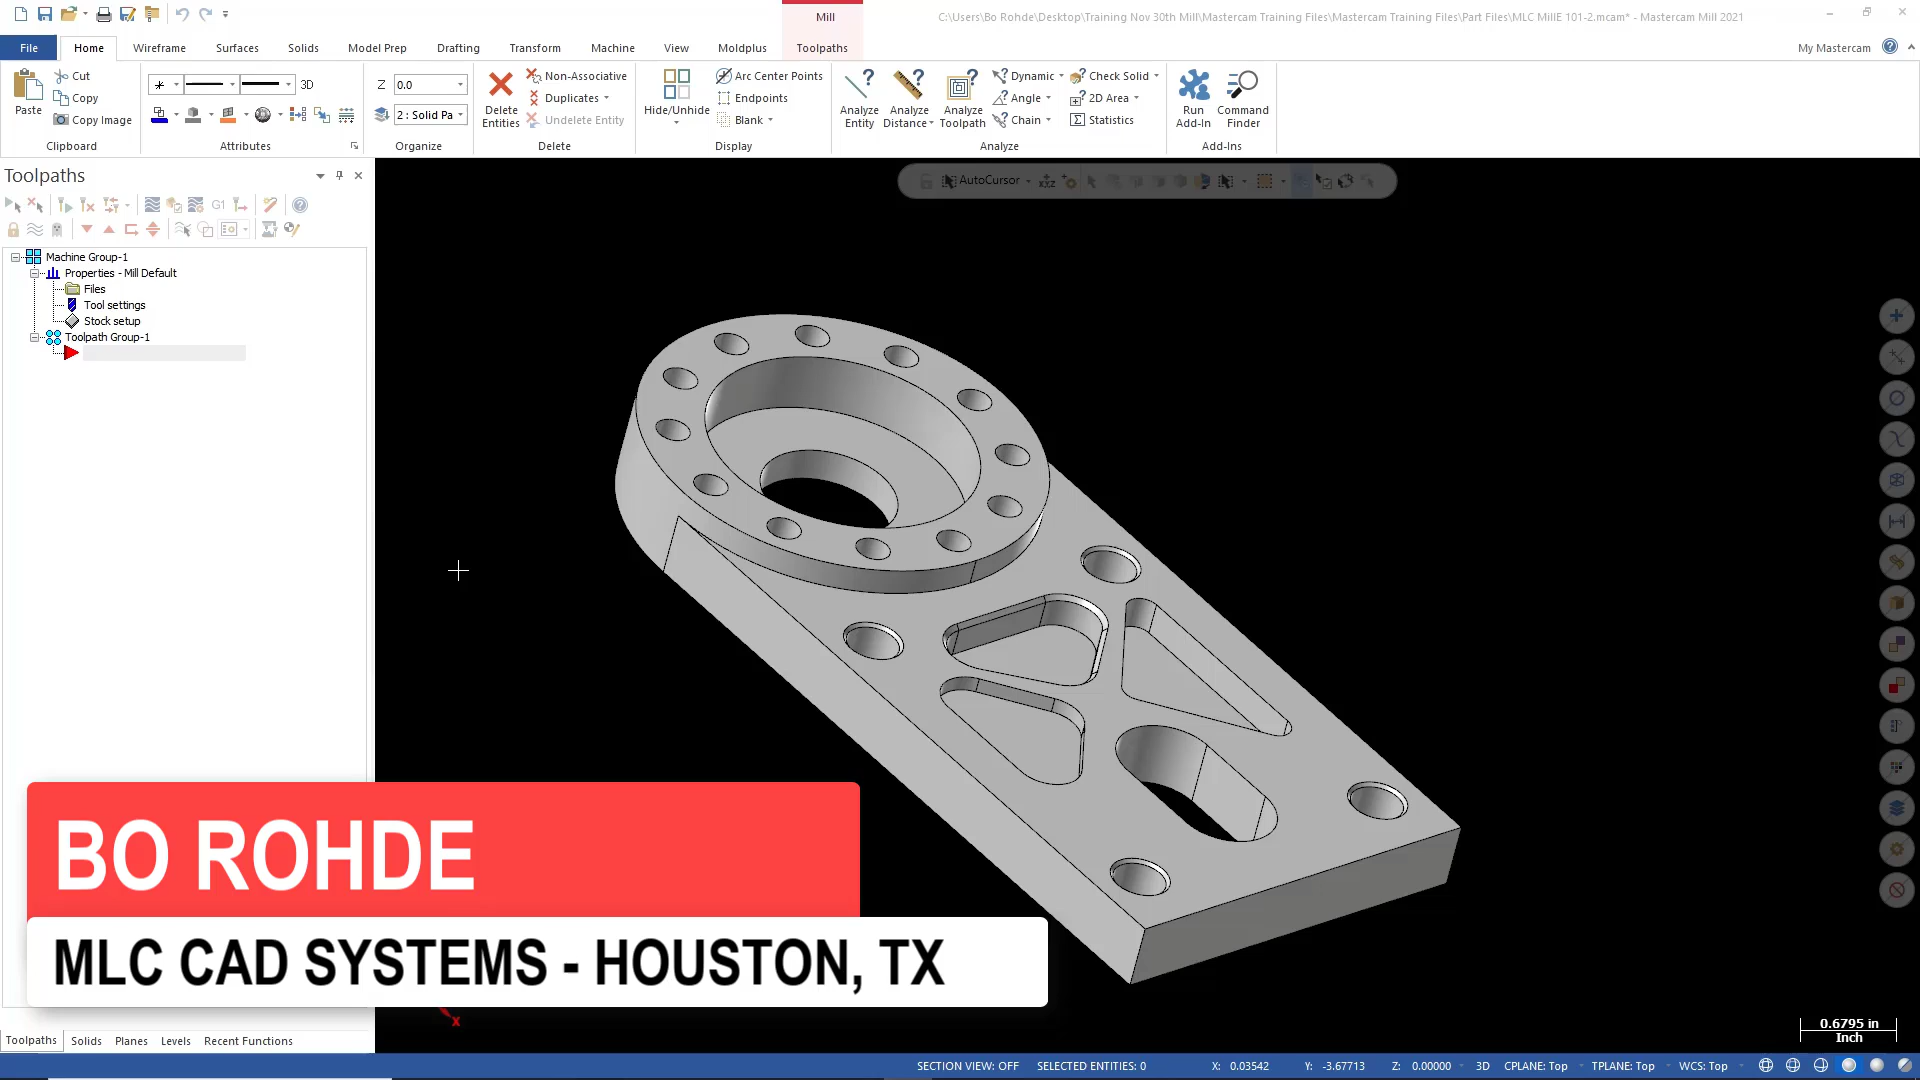 Mill
C:\Users\Bo Rohde\Desktop\Training Nov 30th Mill\Mastercam Training Files\Mastercam Training Files\Part Files\MLC MillE 101-2.mcam* - Mastercam Mill 2021
File Home Wireframe Surfaces Solids Model Prep Drafting Transform Machine View Moldplus Toolpaths My Mastercam
Paste
Cut
Copy
Copy Image
Clipboard
3D
Attributes
Z 0.0
2 : Solid Pa
Organize
Delete
Entities
Non-Associative
Duplicates
Undelete Entity
Delete
Hide/Unhide
Arc Center Points
Endpoints
Blank
Display
Analyze
Entity
Analyze
Distance
Analyze
Toolpath
Dynamic
Angle
Chain
Check Solid
2D Area
Statistics
Analyze
Run
Add-In
Command
Finder
Add-Ins
Toolpaths
G1
AutoCursor
XYZ
Machine Group-1
Properties - Mill Default
Files
Tool settings
Stock setup
Toolpath Group-1
BO ROHDE
MLC CAD SYSTEMS - HOUSTON, TX
X
0.6795 in
Inch
Toolpaths Solids Planes Levels Recent Functions
SECTION VIEW: OFF SELECTED ENTITIES: 0 X: 0.03542 Y: -3.67713 Z: 0.00000 3D CPLANE: Top TPLANE: Top WCS: Top